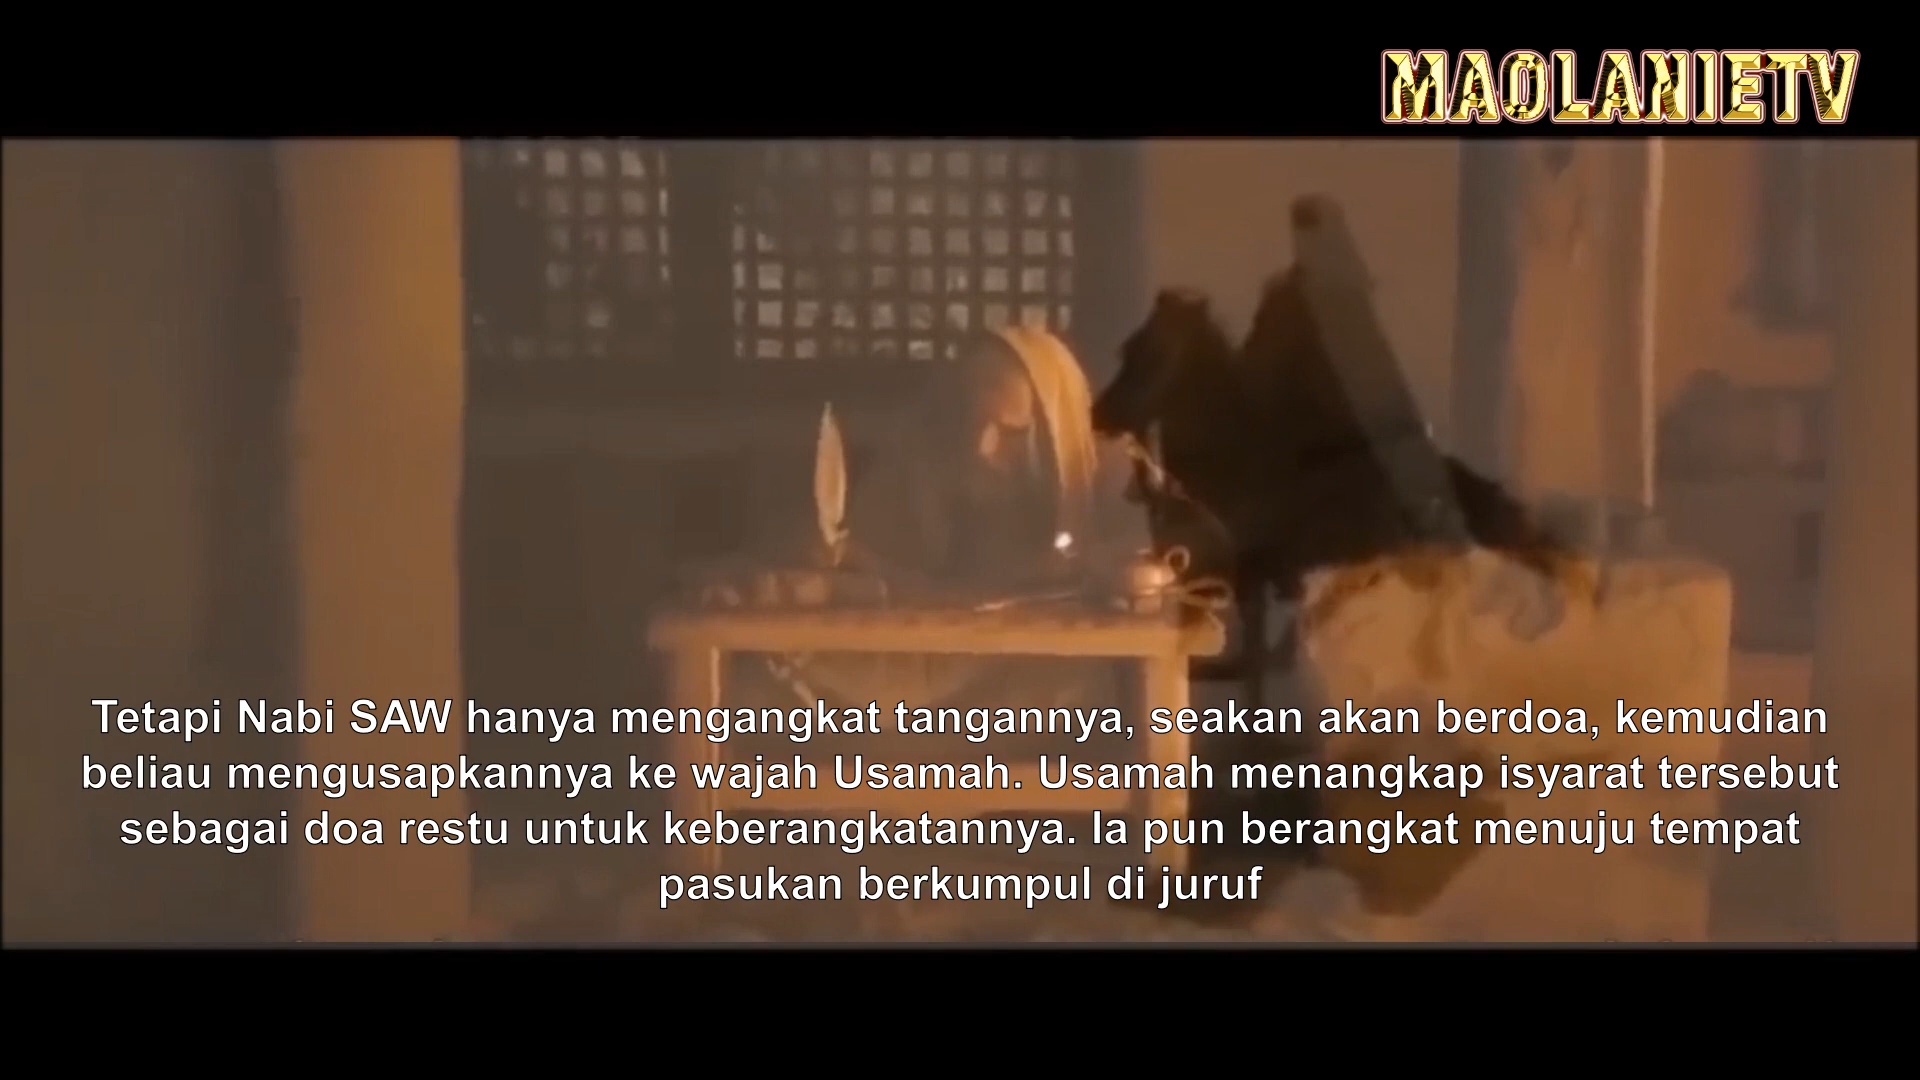 MAOLANIETV
Tetapi Nabi SAW hanya mengangkat tangannya, seakan akan berdoa, kemudian
beliau mengusapkannya ke wajah Usamah. Usamah menangkap isyarat tersebut
sebagai doa restu untuk keberangkatannya. Ia pun berangkat menuju tempat
pasukan berkumpul di juruf